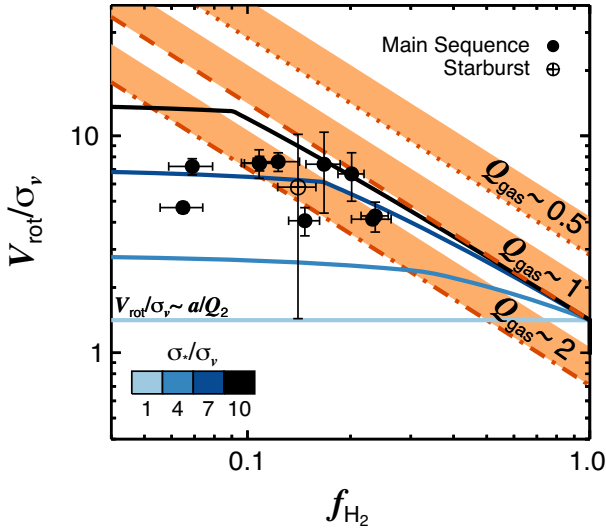 Main Sequence
Starburst
10
1
V_rot/σ_v
Q_gas ~ 0.5
Q_gas ~ 1
Q_gas ~ 2
V_rot/σ_v ~ a/Q_2
σ_*/σ_v
1 4 7 10
0.1 1.0
f_H_2